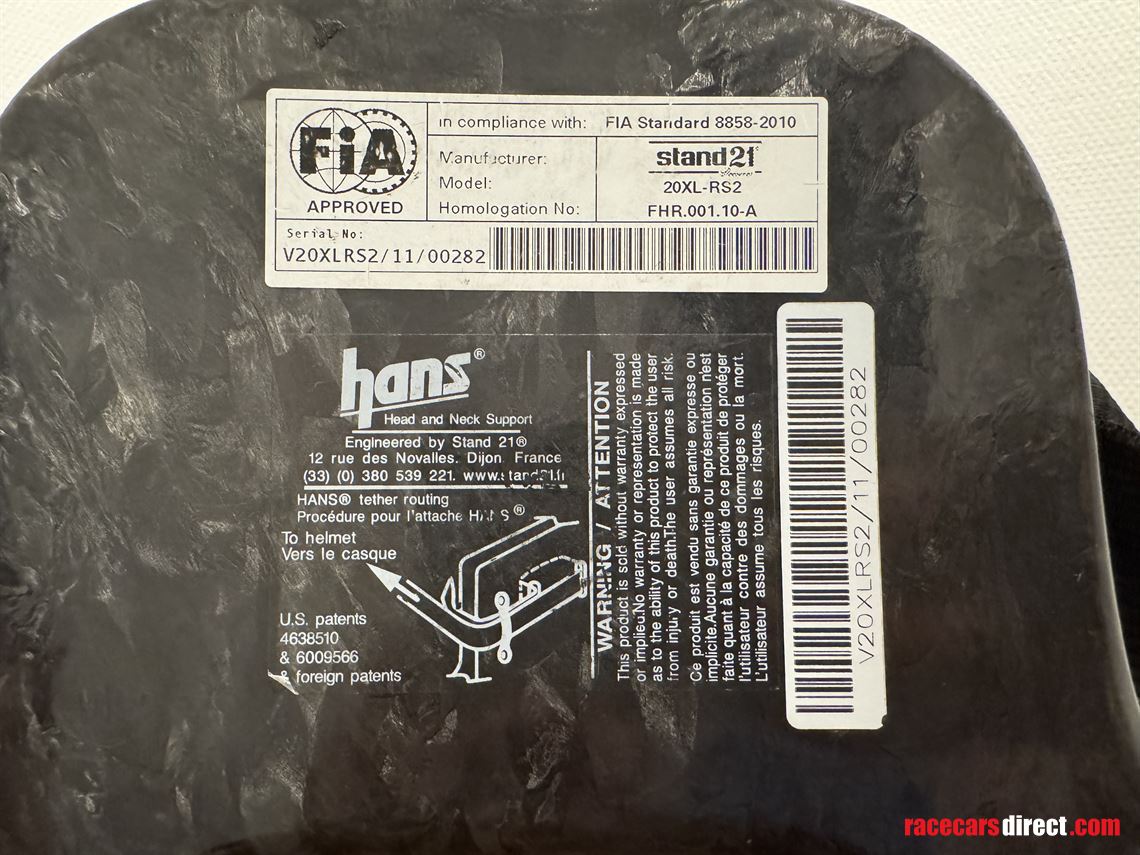 FiA
APPROVED
In compliance with: FIA Standard 8858-2010
Manufacturer: stand21
Model: 20XL-RS2
Homologation No: FHR.001.10-A
Serial No:
V20XLRS2/11/00282
hans®
Head and Neck Support
Engineered by Stand 21®
12 rue des Novalles. Dijon France
(33) (0) 380 539 221. www.stand21.fr
HANS® tether routing
Procédure pour l'attache HANS®
To helmet
Vers le casque
U.S. patents
4638510
& 6009566
& foreign patents
WARNING / ATTENTION
This product is sold without warranty expressed
or implied.No warranty or representation is made
as to the ability of this product to protect the user
from injury or death.The user assumes all risk.
Ce produit est vendu sans garantie expresse ou
implicite.Aucune garantie ou représentation n'est
faite quant à la capacité de ce produit de protéger
l'utilisateur contre des dommages ou la mort.
L'utilisateur assume tous les risques.
V20XLRS2/11/00282
racecarsdirect.com